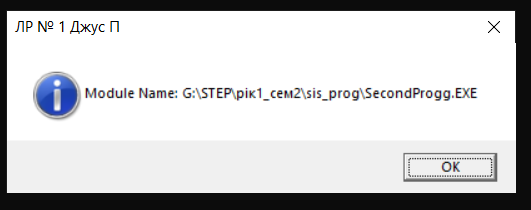 ЛР № 1 Джус П
Module Name: G:\STEP\рік1_сем2\sis_prog\SecondProgg.EXE
OK